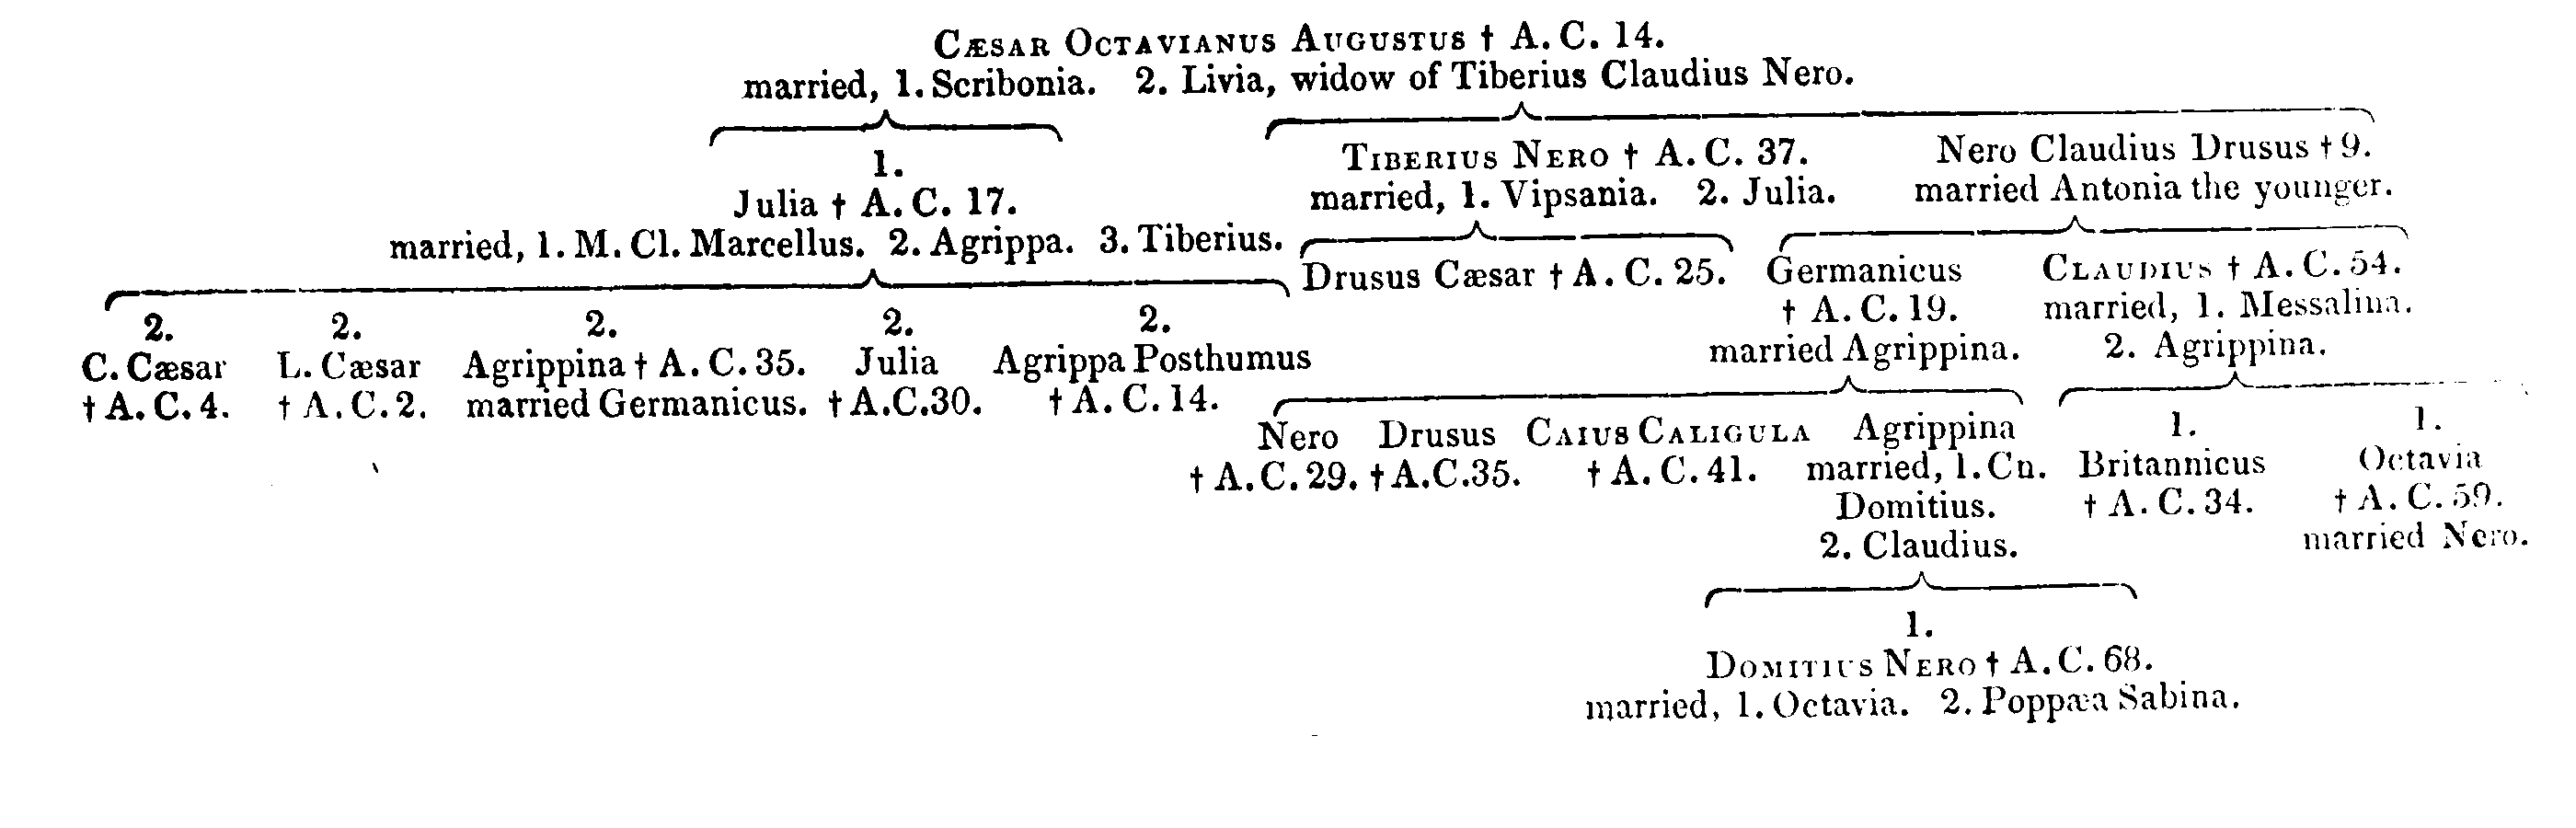 CÆSAR OCTAVIANUS AUGUSTUS † A. C. 14.
married, 1. Scribonia. 2. Livia, widow of Tiberius Claudius Nero.
1.
Julia † A. C. 17.
married, 1. M. Cl. Marcellus. 2. Agrippa. 3. Tiberius.
TIBERIUS NERO † A. C. 37.
married, 1. Vipsania. 2. Julia.
Nero Claudius Drusus † 9.
married Antonia the younger.
2.
C. Cæsar
† A. C. 4.
2.
L. Cæsar
† A. C. 2.
2.
Agrippina † A. C. 35.
married Germanicus.
2.
Julia
† A.C.30.
2.
Agrippa Posthumus
† A. C. 14.
Drusus Cæsar † A. C. 25.
Germanicus
† A. C. 19.
married Agrippina.
CLAUDIUS † A. C. 54.
married, 1. Messalina.
2. Agrippina.
Nero
† A. C. 29.
Drusus
† A.C.35.
CAIUS CALIGULA
† A. C. 41.
Agrippina
married, 1. Cn.
Domitius.
2. Claudius.
1.
Britannicus
† A. C. 34.
1.
Octavia
† A. C. 59.
married Nero.
1.
DOMITIUS NERO † A. C. 68.
married, 1. Octavia. 2. Poppæa Sabina.